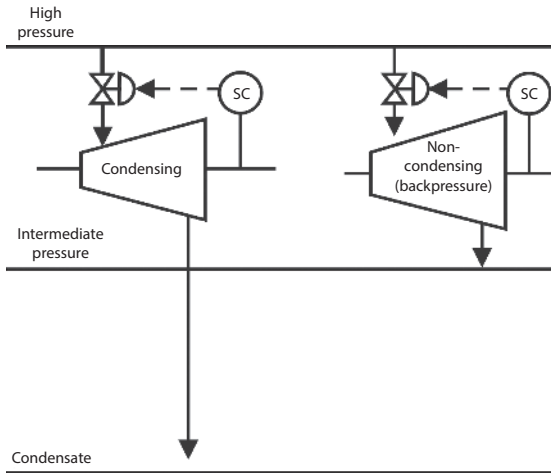 High
pressure
SC
SC
Condensing
Non-
condensing
(backpressure)
Intermediate
pressure
Condensate